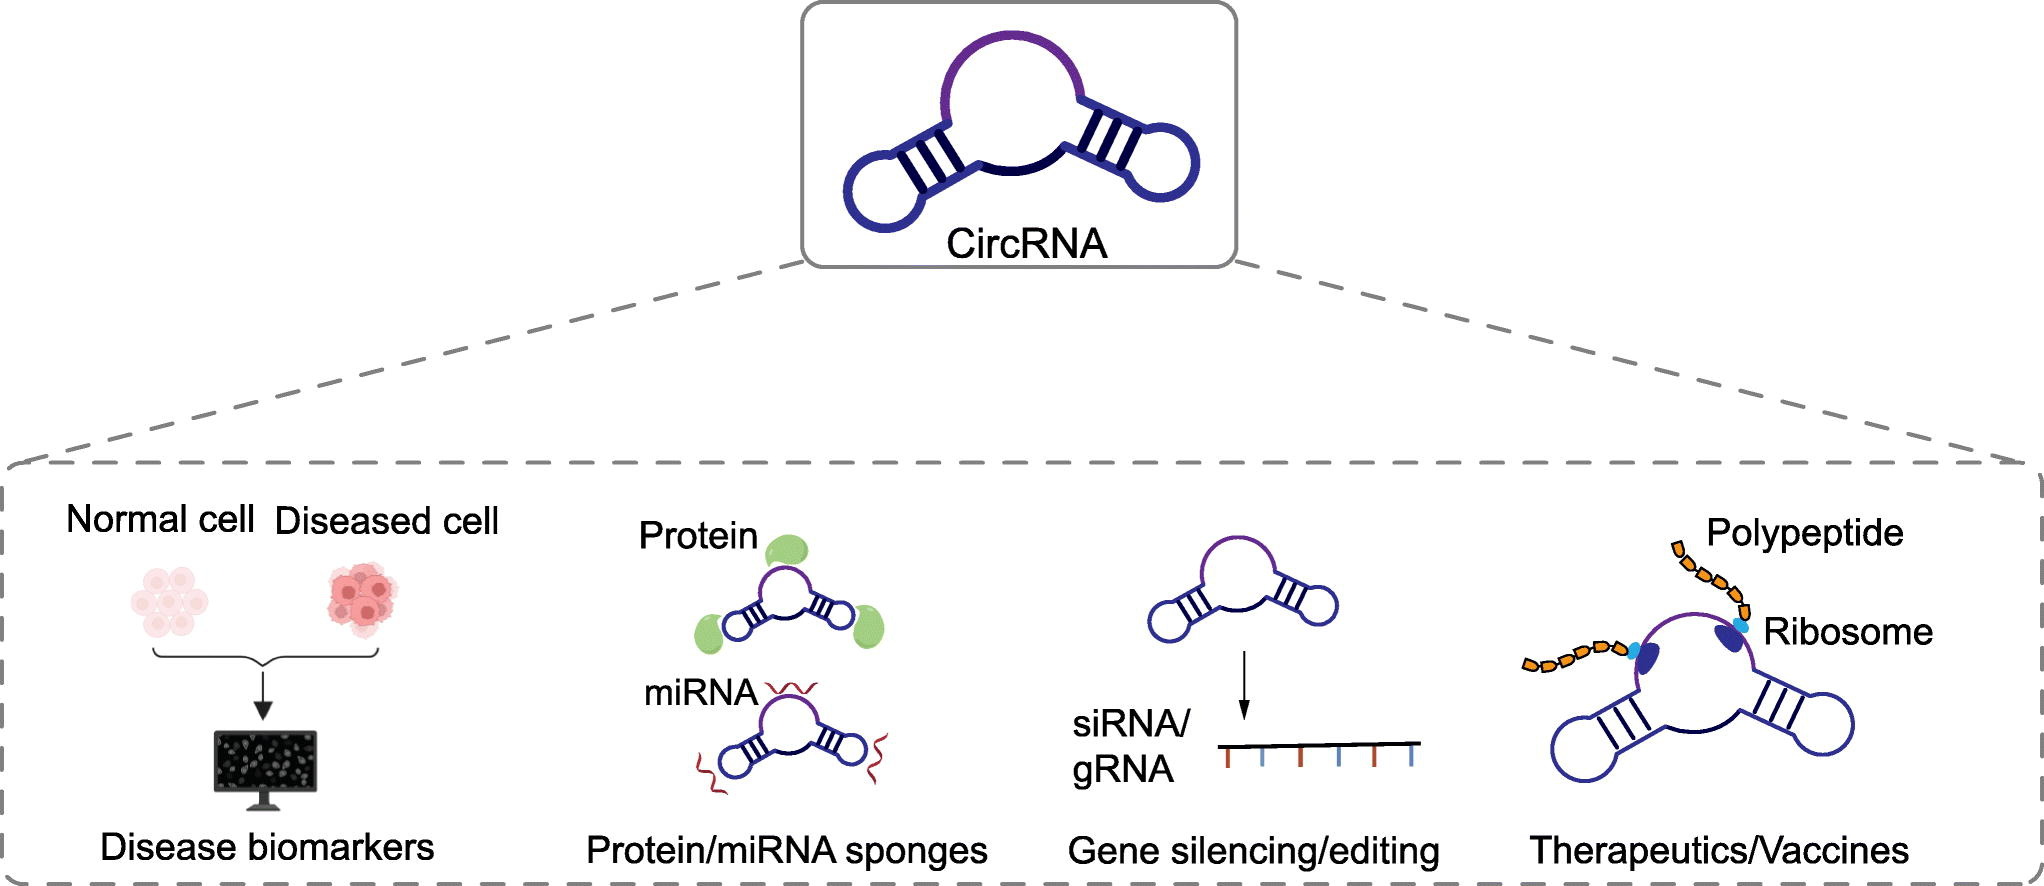 CircRNA
Normal cell
Diseased cell
Disease biomarkers
Protein
miRNA
Protein/miRNA sponges
siRNA/
gRNA
Gene silencing/editing
Polypeptide
Ribosome
Therapeutics/Vaccines